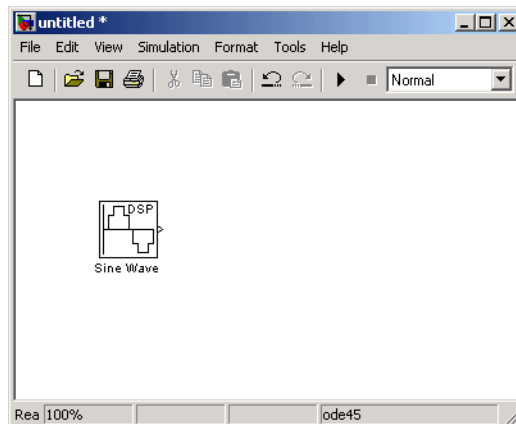 untitled *
File Edit View Simulation Format Tools Help
Normal
DSP
Sine Wave
Rea 100% ode45